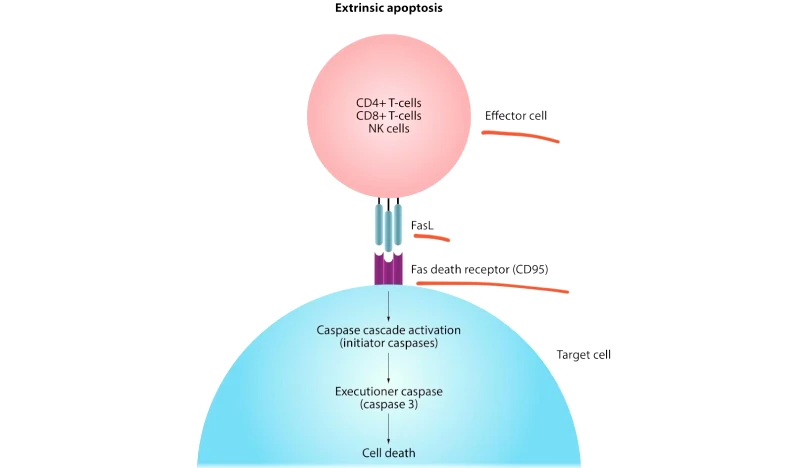 Extrinsic apoptosis
CD4+ T-cells
CD8+ T-cells
NK cells
Effector cell
FasL
Fas death receptor (CD95)
Caspase cascade activation
(initiator caspases)
Target cell
Executioner caspase
(caspase 3)
Cell death